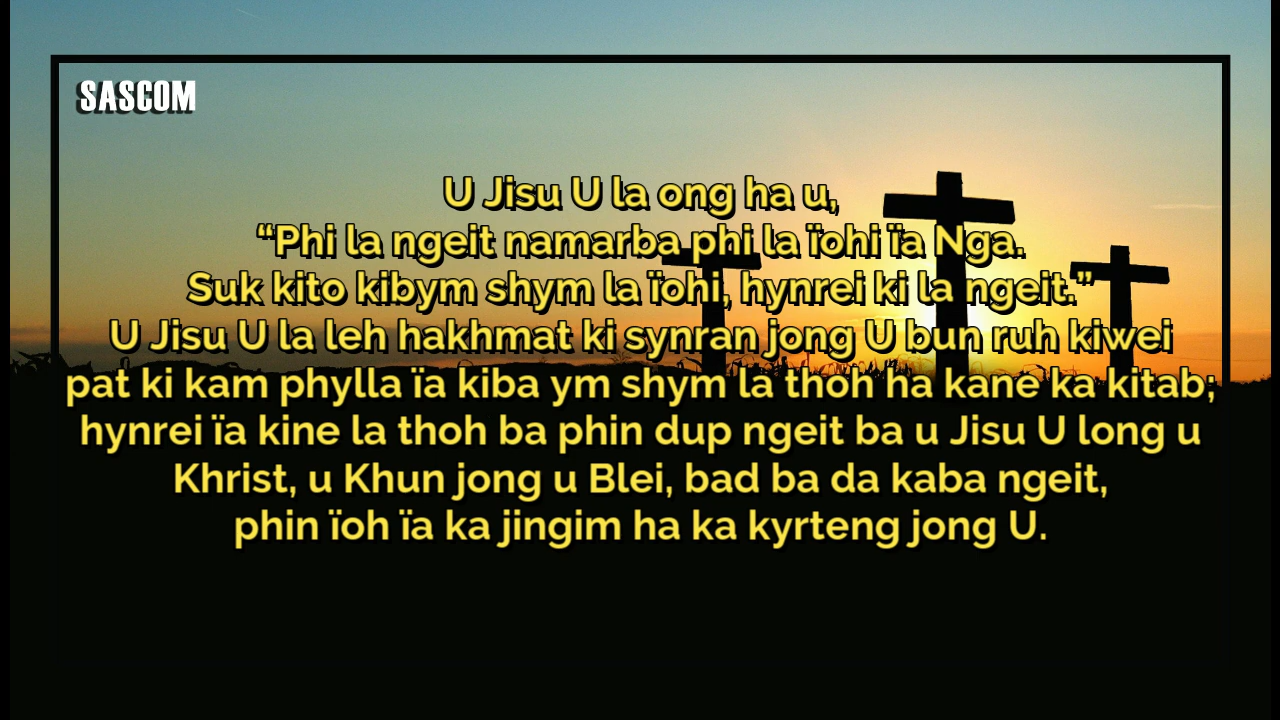 SASCOM
U Jisu U la ong ha u,
“Phi la ngeit namarba phi la ïohi ïa Nga.
Suk kito kibym shym la ïohi, hynrei ki la ngeit.”
U Jisu U la leh hakhmat ki synran jong U bun ruh kiwei
pat ki kam phylla ïa kiba ym shym la thoh ha kane ka kitab;
hynrei ïa kine la thoh ba phin dup ngeit ba u Jisu U long u
Khrist, u Khun jong u Blei, bad ba da kaba ngeit,
phin ïoh ïa ka jingim ha ka kyrteng jong U.